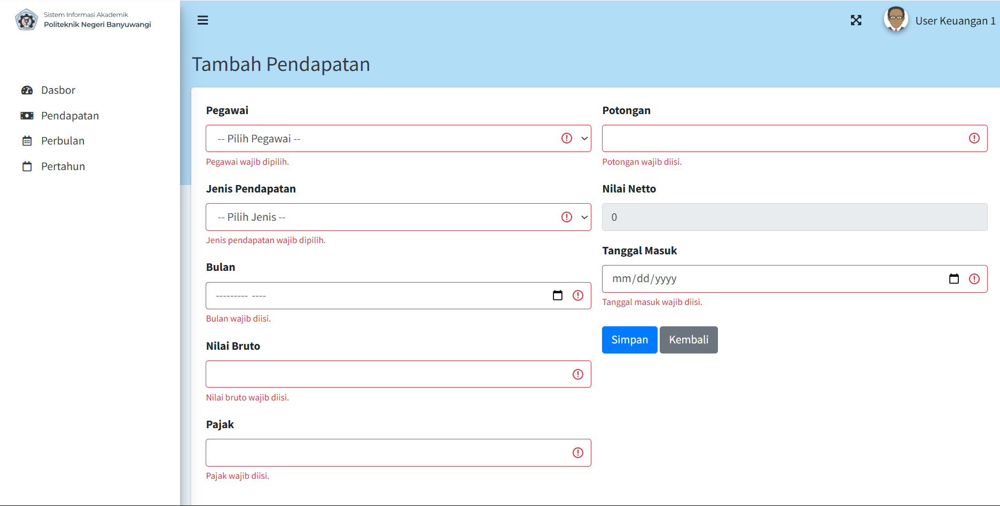 Sistem Informasi Akademik
Politeknik Negeri Banyuwangi
User Keuangan 1
Dasbor
Pendapatan
Perbulan
Pertahun
Tambah Pendapatan
Pegawai
-- Pilih Pegawai --
Pegawai wajib dipilih.
Jenis Pendapatan
-- Pilih Jenis --
Jenis pendapatan wajib dipilih.
Bulan
--------- ----
Bulan wajib diisi.
Nilai Bruto
Nilai bruto wajib diisi.
Pajak
Pajak wajib diisi.
Potongan
Potongan wajib diisi.
Nilai Netto
0
Tanggal Masuk
mm/dd/yyyy
Tanggal masuk wajib diisi.
Simpan
Kembali